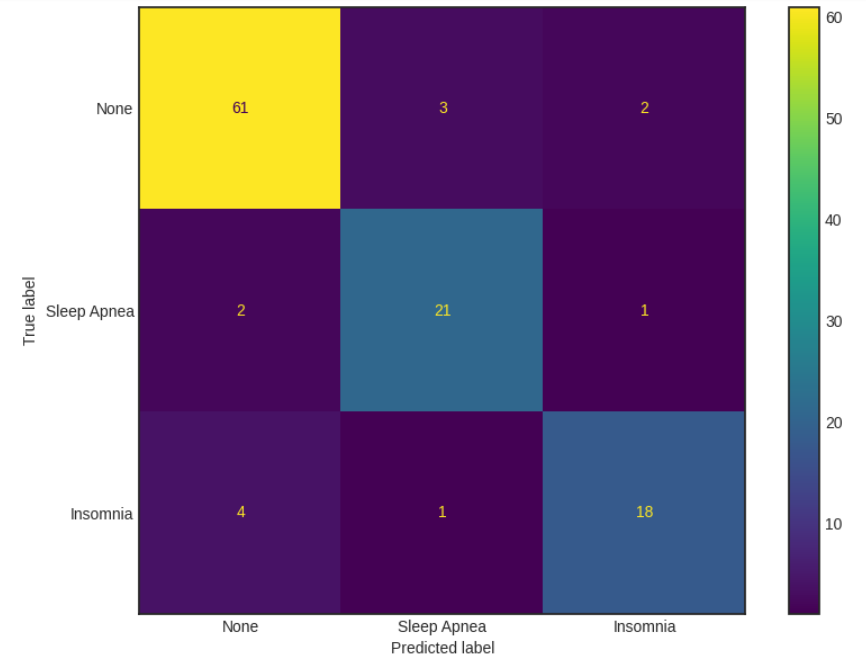 None 61 3 2
Sleep Apnea 2 21 1
Insomnia 4 1 18
None Sleep Apnea Insomnia
Predicted label
True label
60
50
40
30
20
10